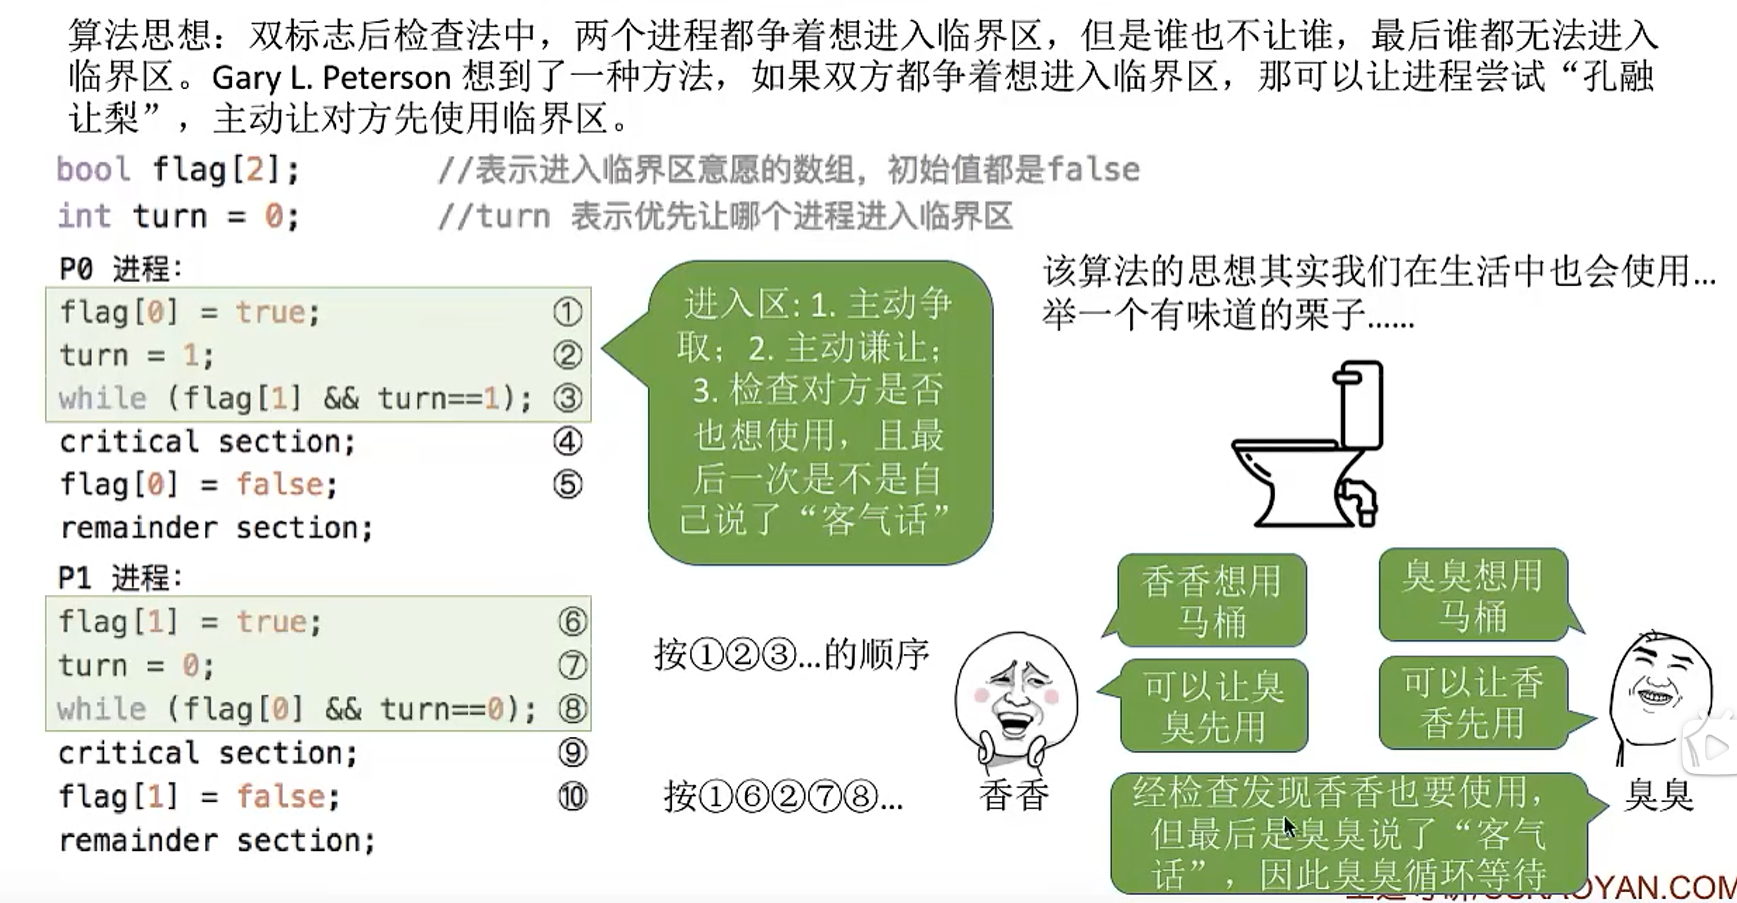 算法思想：双标志后检查法中，两个进程都争着想进入临界区，但是谁也不让谁，最后谁都无法进入
临界区。Gary L. Peterson 想到了一种方法，如果双方都争着想进入临界区，那可以让进程尝试“孔融
让梨”，主动让对方先使用临界区。
bool flag[2]; //表示进入临界区意愿的数组，初始值都是false
int turn = 0; //turn 表示优先让哪个进程进入临界区
P0 进程：
flag[0] = true; ①
turn = 1; ②
while (flag[1] && turn==1); ③
critical section; ④
flag[0] = false; ⑤
remainder section;
P1 进程：
flag[1] = true; ⑥
turn = 0; ⑦
while (flag[0] && turn==0); ⑧
critical section; ⑨
flag[1] = false; ⑩
remainder section;
进入区: 1. 主动争
取；2. 主动谦让；
3. 检查对方是否
也想使用，且最
后一次是不是自
己说了“客气话”
该算法的思想其实我们在生活中也会使用...
举一个有味道的栗子......
按①②③...的顺序
按①⑥②⑦⑧...
香香想用
马桶
臭臭想用
马桶
可以让臭
臭先用
可以让香
香先用
香香
臭臭
经检查发现香香也要使用，
但最后是臭臭说了“客气
话”，因此臭臭循环等待